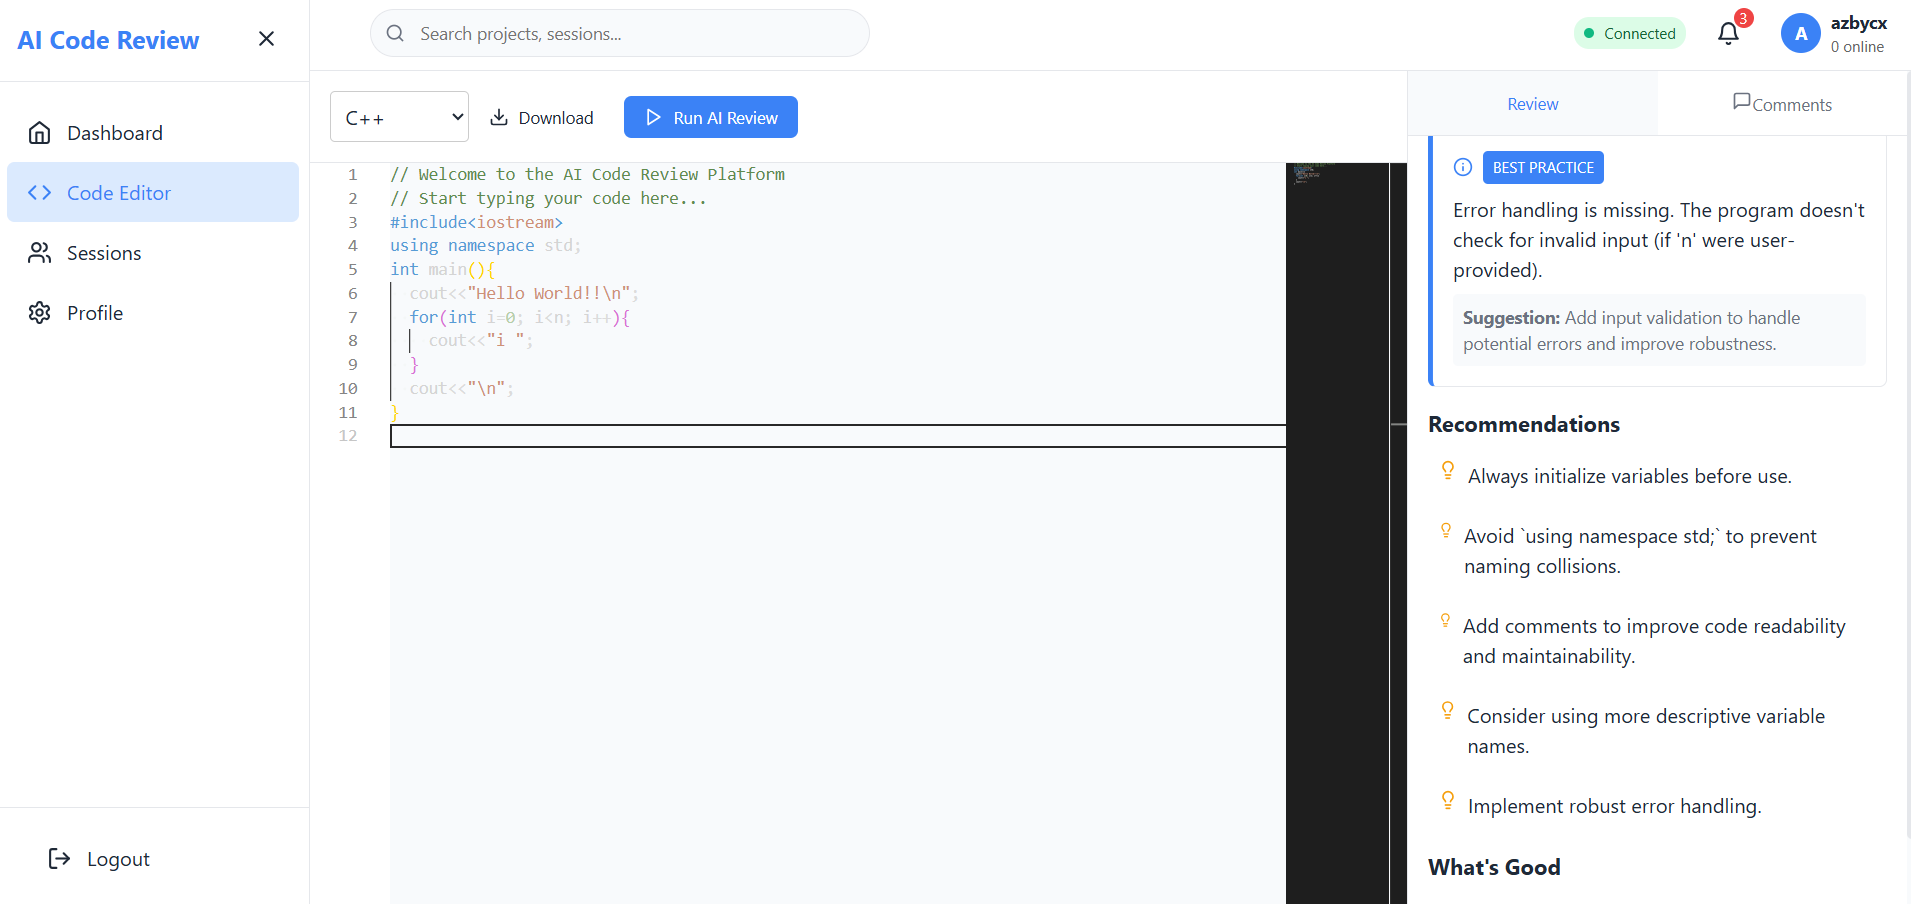 AI Code Review
Search projects, sessions...
Connected
3
A
azbycx
0 online
Dashboard
Code Editor
Sessions
Profile
Logout
C++
Download
Run AI Review
1 // Welcome to the AI Code Review Platform
2 // Start typing your code here...
3 #include<iostream>
4 using namespace std;
5 int main(){
6 cout<<"Hello World!!\n";
7 for(int i=0; i<n; i++){
8 cout<<"i ";
9 }
10 cout<<"\n";
11 }
12
Review
Comments
BEST PRACTICE
Error handling is missing. The program doesn't
check for invalid input (if 'n' were user-
provided).
Suggestion: Add input validation to handle
potential errors and improve robustness.
Recommendations
Always initialize variables before use.
Avoid `using namespace std;` to prevent
naming collisions.
Add comments to improve code readability
and maintainability.
Consider using more descriptive variable
names.
Implement robust error handling.
What's Good